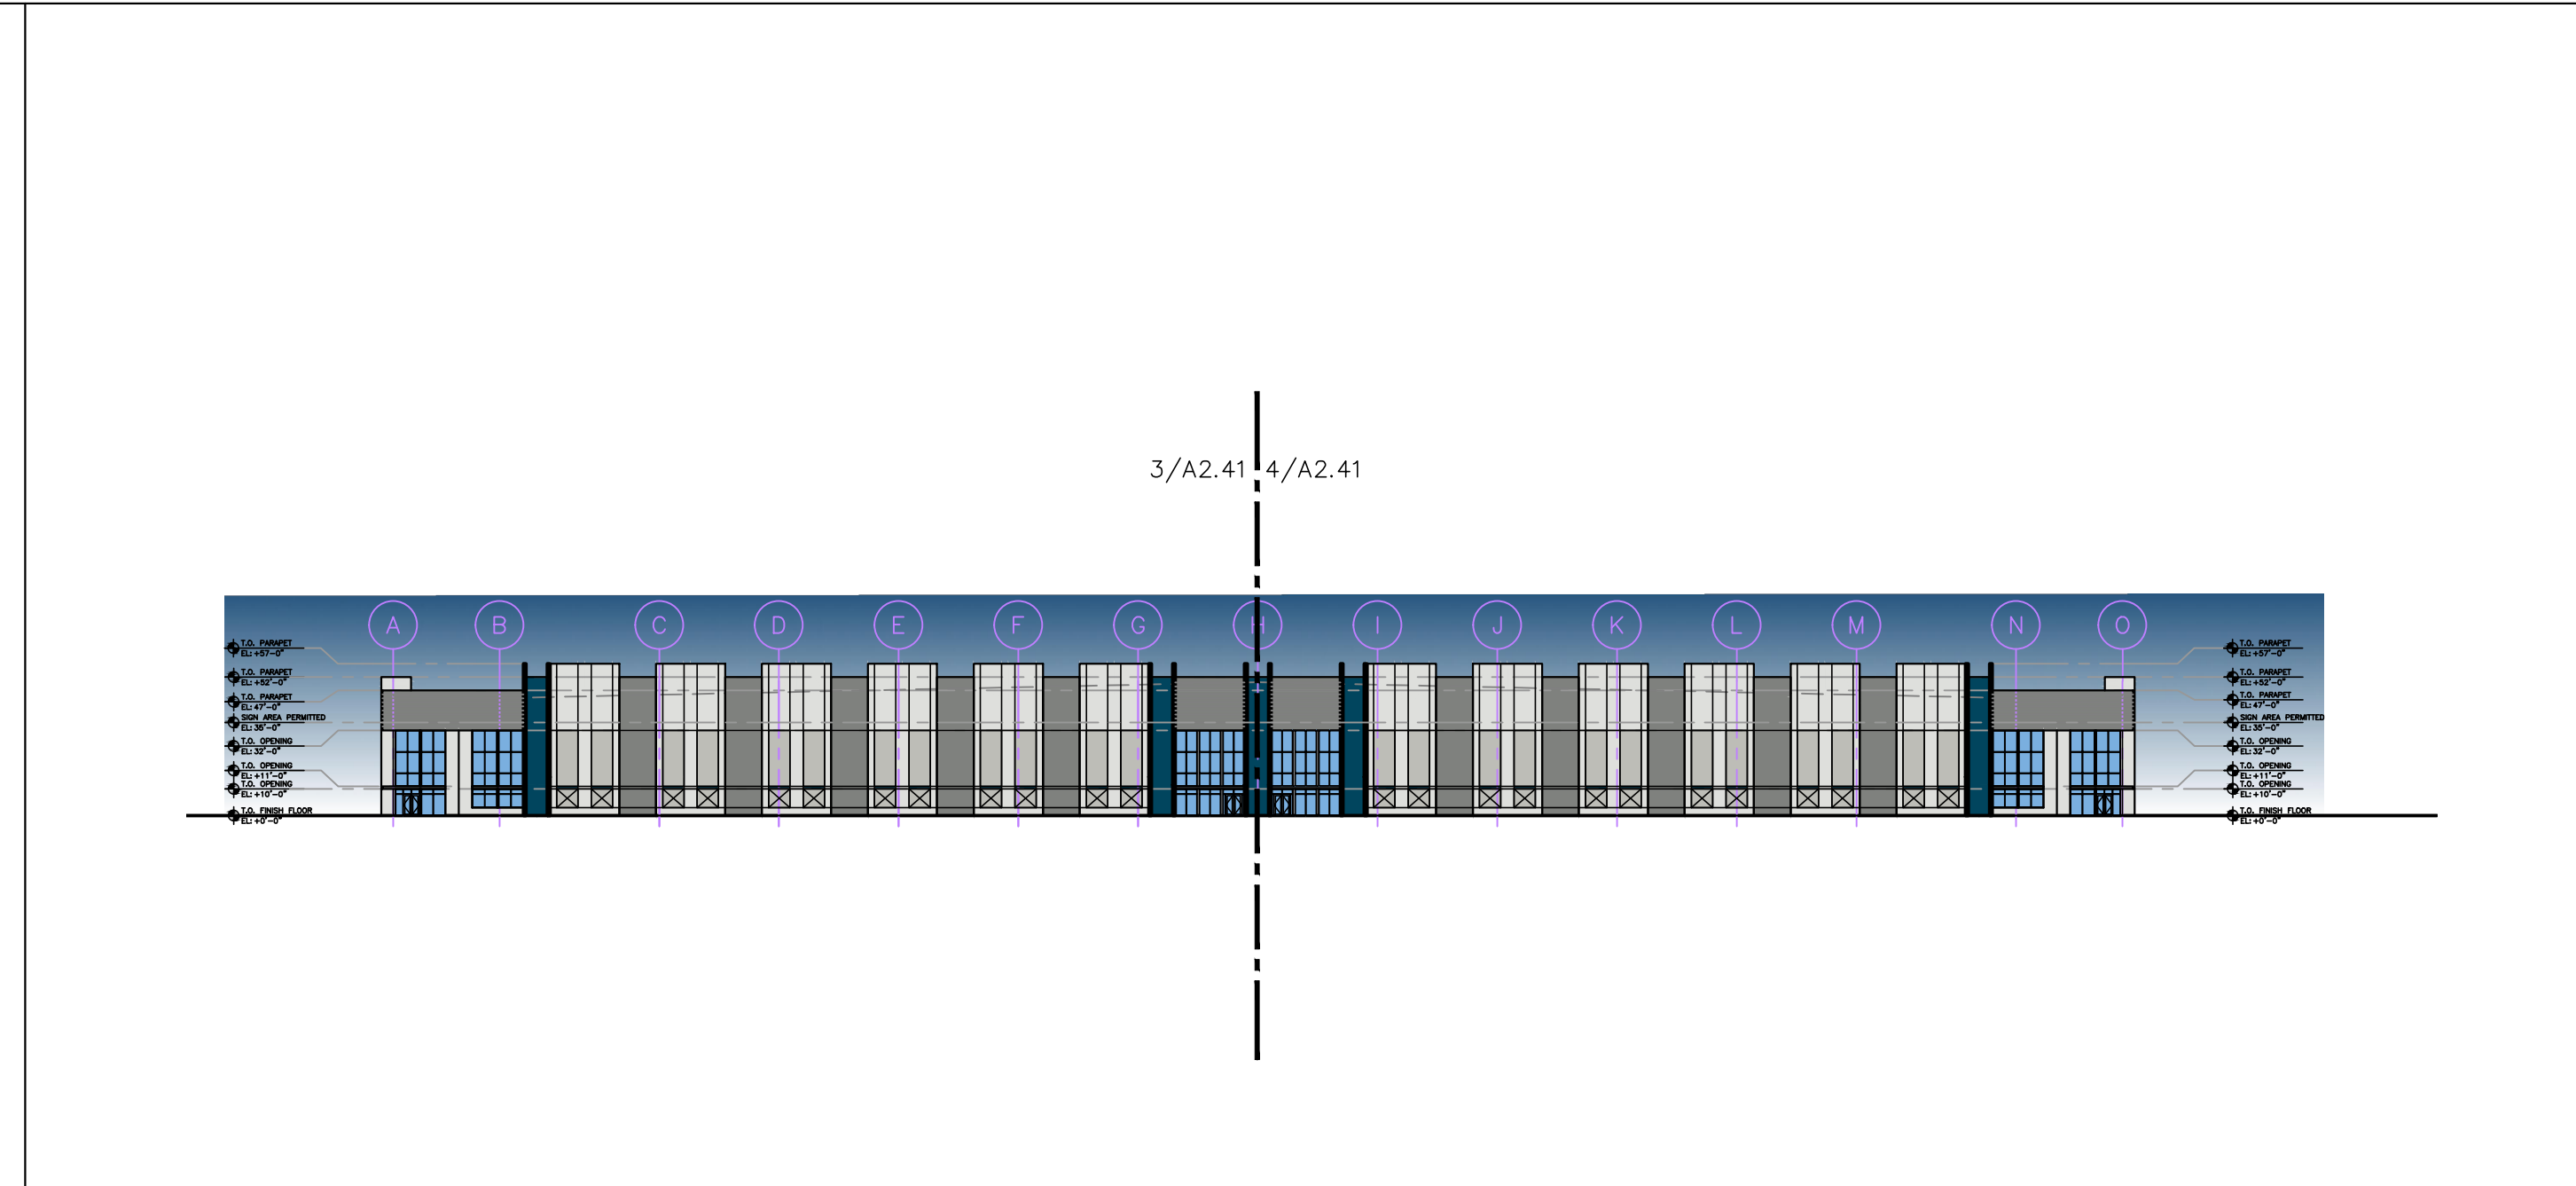 3/A2.41 4/A2.41
A B C D E F G H I J K L M N O
T.O. PARAPET
EL: +57-0"
T.O. PARAPET
EL: +52'-0"
T.O. PARAPET
EL: 47'-0"
SIGN AREA PERMITTED
EL: 35'-0"
T.O. OPENING
EL: 32'-0"
T.O. OPENING
EL: +11'-0"
T.O. OPENING
EL: +10'-0"
T.O. FINISH FLOOR
EL: +0'-0"
T.O. PARAPET
EL: +57'-0"
T.O. PARAPET
EL: +52'-0"
T.O. PARAPET
EL: 47'-0"
SIGN AREA PERMITTED
EL: 35'-0"
T.O. OPENING
EL: 32'-0"
T.O. OPENING
EL: +11'-0"
T.O. OPENING
EL: +10'-0"
T.O. FINISH FLOOR
EL: +0'-0"